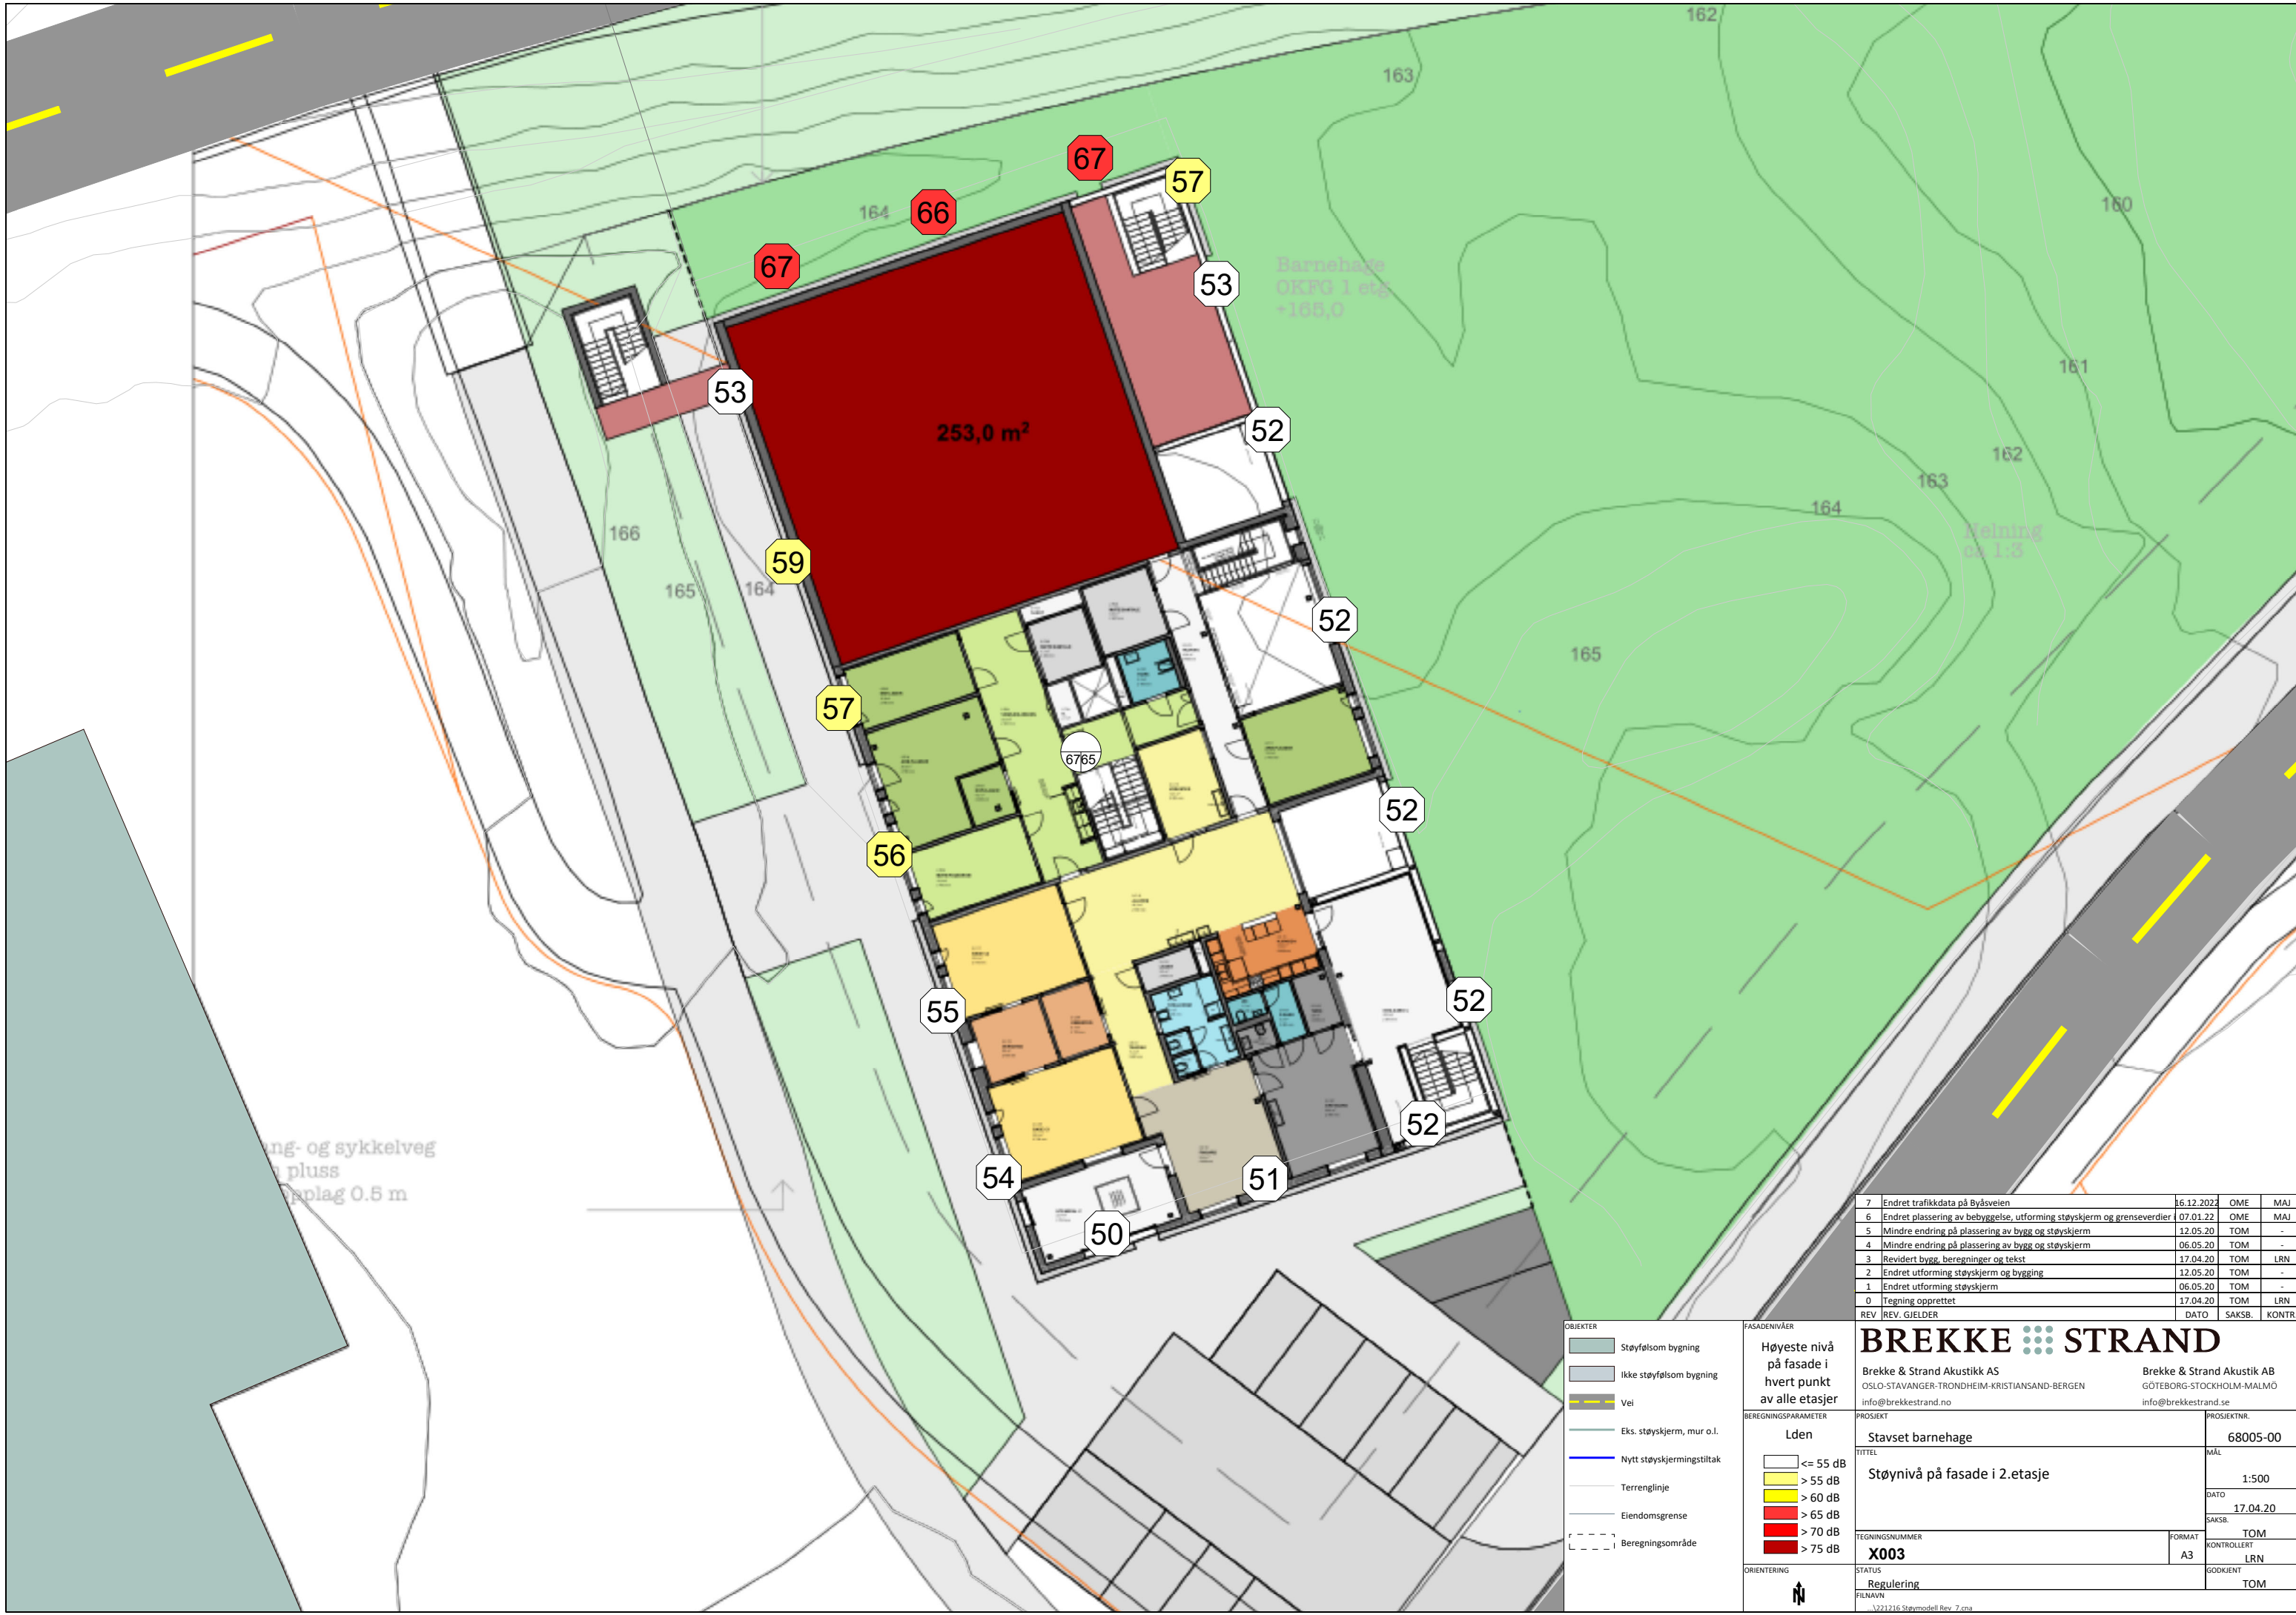 162
163
160
67
57
66
164
67
Barnehage
OKFG 1 etg
+165,0
53
161
53
253,0 m²
52
162
163
164
166
Helning
ca 1:3
59
165
164
52
165
57
6765
52
56
55
52
52
ng- og sykkelveg
pluss
pplag 0.5 m
54
51
50
7 Endret trafikkdata på Byåsveien 16.12.2022 OME MAJ
6 Endret plassering av bebyggelse, utforming støyskjerm og grenseverdier i 07.01.22 OME MAJ
5 Mindre endring på plassering av bygg og støyskjerm 12.05.20 TOM -
4 Mindre endring på plassering av bygg og støyskjerm 06.05.20 TOM -
3 Revidert bygg, beregninger og tekst 17.04.20 TOM LRN
2 Endret utforming støyskjerm og bygging 12.05.20 TOM -
1 Endret utforming støyskjerm 06.05.20 TOM -
0 Tegning opprettet 17.04.20 TOM LRN
REV REV. GJELDER DATO SAKSB. KONTR
OBJEKTER
Støyfølsom bygning
Ikke støyfølsom bygning
Vei
Eks. støyskjerm, mur o.l.
Nytt støyskjermingstiltak
Terrenglinje
Eiendomsgrense
Beregningsområde
FASADENIVÅER
Høyeste nivå
på fasade i
hvert punkt
av alle etasjer
BEREGNINGSPARAMETER
Lden
<= 55 dB
> 55 dB
> 60 dB
> 65 dB
> 70 dB
> 75 dB
ORIENTERING
N
BREKKE STRAND
Brekke & Strand Akustikk AS Brekke & Strand Akustik AB
OSLO-STAVANGER-TRONDHEIM-KRISTIANSAND-BERGEN GÖTEBORG-STOCKHOLM-MALMÖ
info@brekkestrand.no info@brekkestrand.se
PROSJEKT PROSJEKTNR.
Stavset barnehage 68005-00
TITTEL MÅL
Støynivå på fasade i 2.etasje 1:500
DATO
17.04.20
SAKSB.
TOM
TEGNINGSNUMMER FORMAT KONTROLLERT
X003 A3 LRN
STATUS GODKJENT
Regulering TOM
FILNAVN
...\221216 Støymodell Rev_7.cna